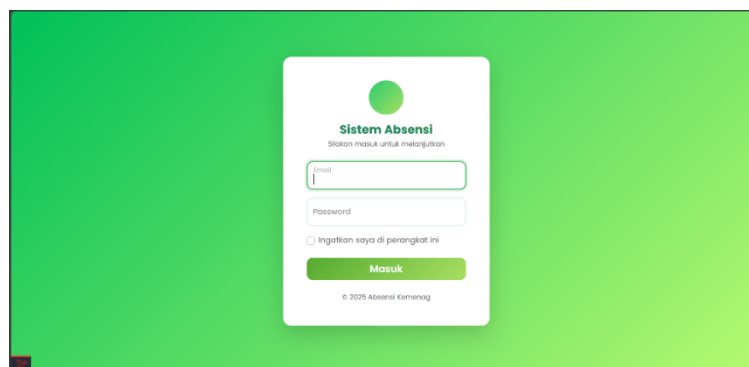 Sistem Absensi
Silakan masuk untuk melanjutkan
Email
Password
Ingatkan saya di perangkat ini
Masuk
© 2025 Absensi Kemenag